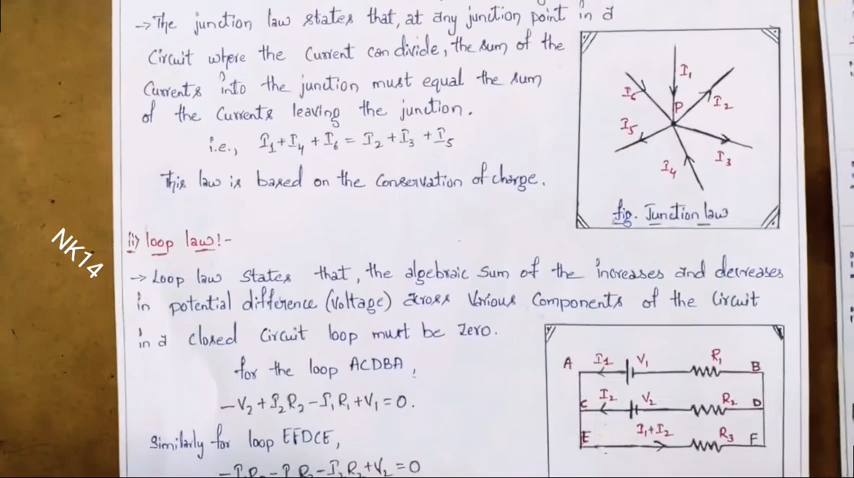 →The junction law states that, at any junction point in a
Circuit where the Current can divide, the sum of the
Currents into the junction must equal the sum
of the Currents leaving the junction.
i.e., I1+I4+I6 = I2+I3+I5
This law is based on the Conservation of charge.
I1
I6
I2
P
I5
I3
I4
fig. Junction law
NK14
ii) loop law!-
→Loop law states that, the algebraic sum of the increases and decreases
in potential difference (Voltage) across various Components of the Circuit
in a closed Circuit loop must be zero.
for the loop ACDBA,
-V2+I2R2-I1R1+V1=0.
Similarly for loop EFDCE,
-I2R2+V2=0
A I1 V1 R1 B
C I2 V2 R2 D
E I1+I2 R3 F